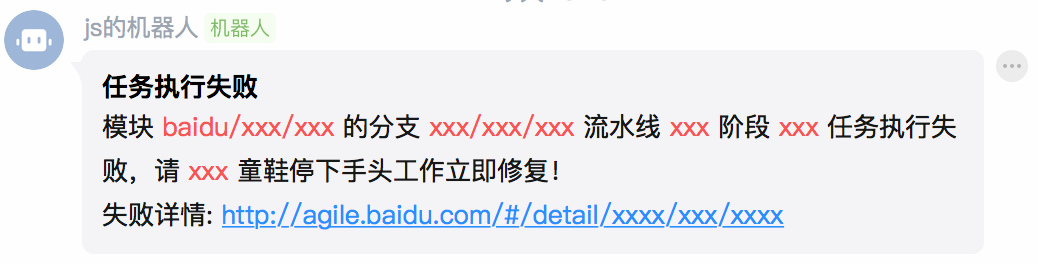 js的机器人 机器人
任务执行失败
模块 baidu/xxx/xxx 的分支 xxx/xxx/xxx 流水线 xxx 阶段 xxx 任务执行失
败，请 xxx 童鞋停下手头工作立即修复！
失败详情: http://agile.baidu.com/#/detail/xxxx/xxx/xxxx